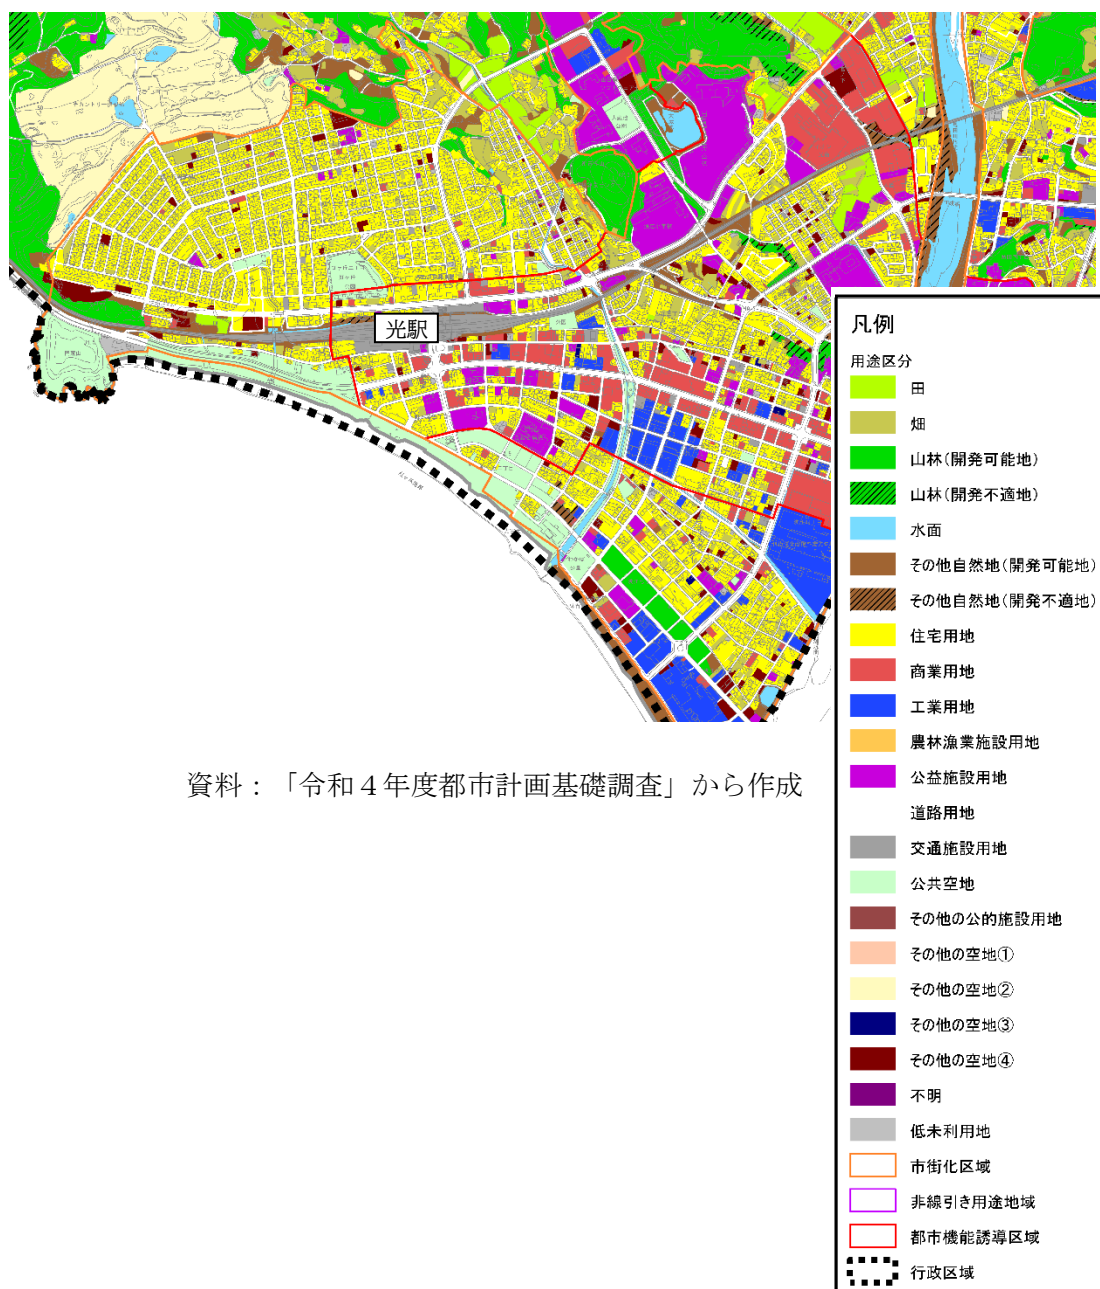 光駅
凡例
用途区分
田
畑
山林(開発可能地)
山林(開発不適地)
水面
その他自然地(開発可能地)
その他自然地(開発不適地)
住宅用地
商業用地
工業用地
農林漁業施設用地
公益施設用地
道路用地
交通施設用地
公共空地
その他の公的施設用地
その他の空地①
その他の空地②
その他の空地③
その他の空地④
不明
低未利用地
市街化区域
非線引き用途地域
都市機能誘導区域
行政区域
資料：「令和４年度都市計画基礎調査」から作成